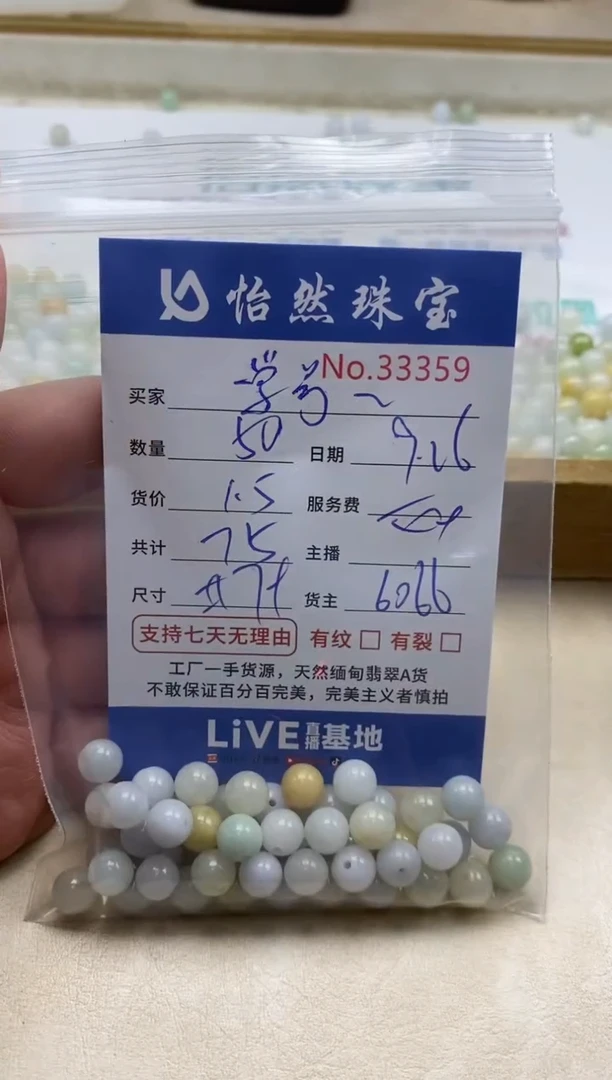 怡然珠宝
No.33359
买家
数量 50 日期 9.26
货价 1.5 服务费
共计 75 主播
尺寸 货主 6066
支持七天无理由 有纹 □ 有裂 □
工厂一手货源，天然缅甸翡翠A货
不敢保证百分百完美，完美主义者慎拍
LiVE直播基地